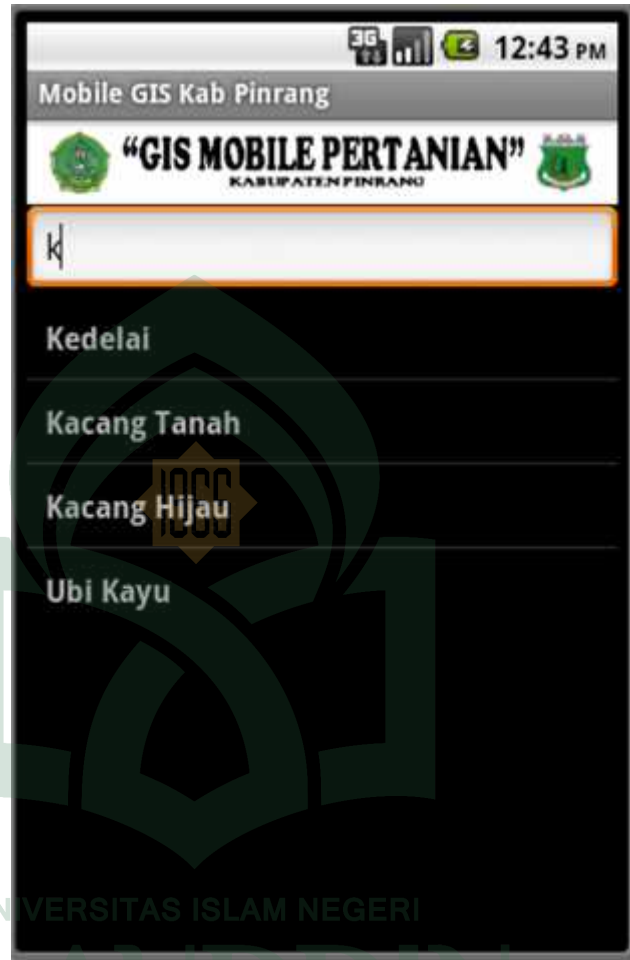 3G 12:43 PM
Mobile GIS Kab Pinrang
“GIS MOBILE PERTANIAN”
KABUPATEN PINRANG
k
Kedelai
Kacang Tanah
Kacang Hijau
Ubi Kayu
UNIVERSITAS ISLAM NEGERI